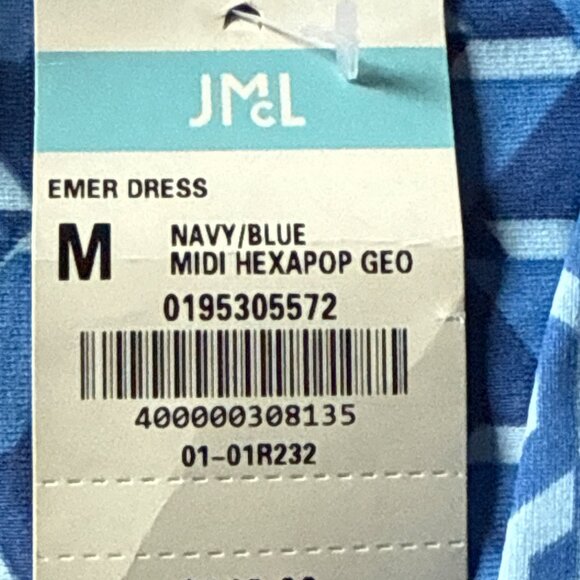 JMcL
EMER DRESS
M NAVY/BLUE
MIDI HEXAPOP GEO
0195305572
400000308135
01-01R232